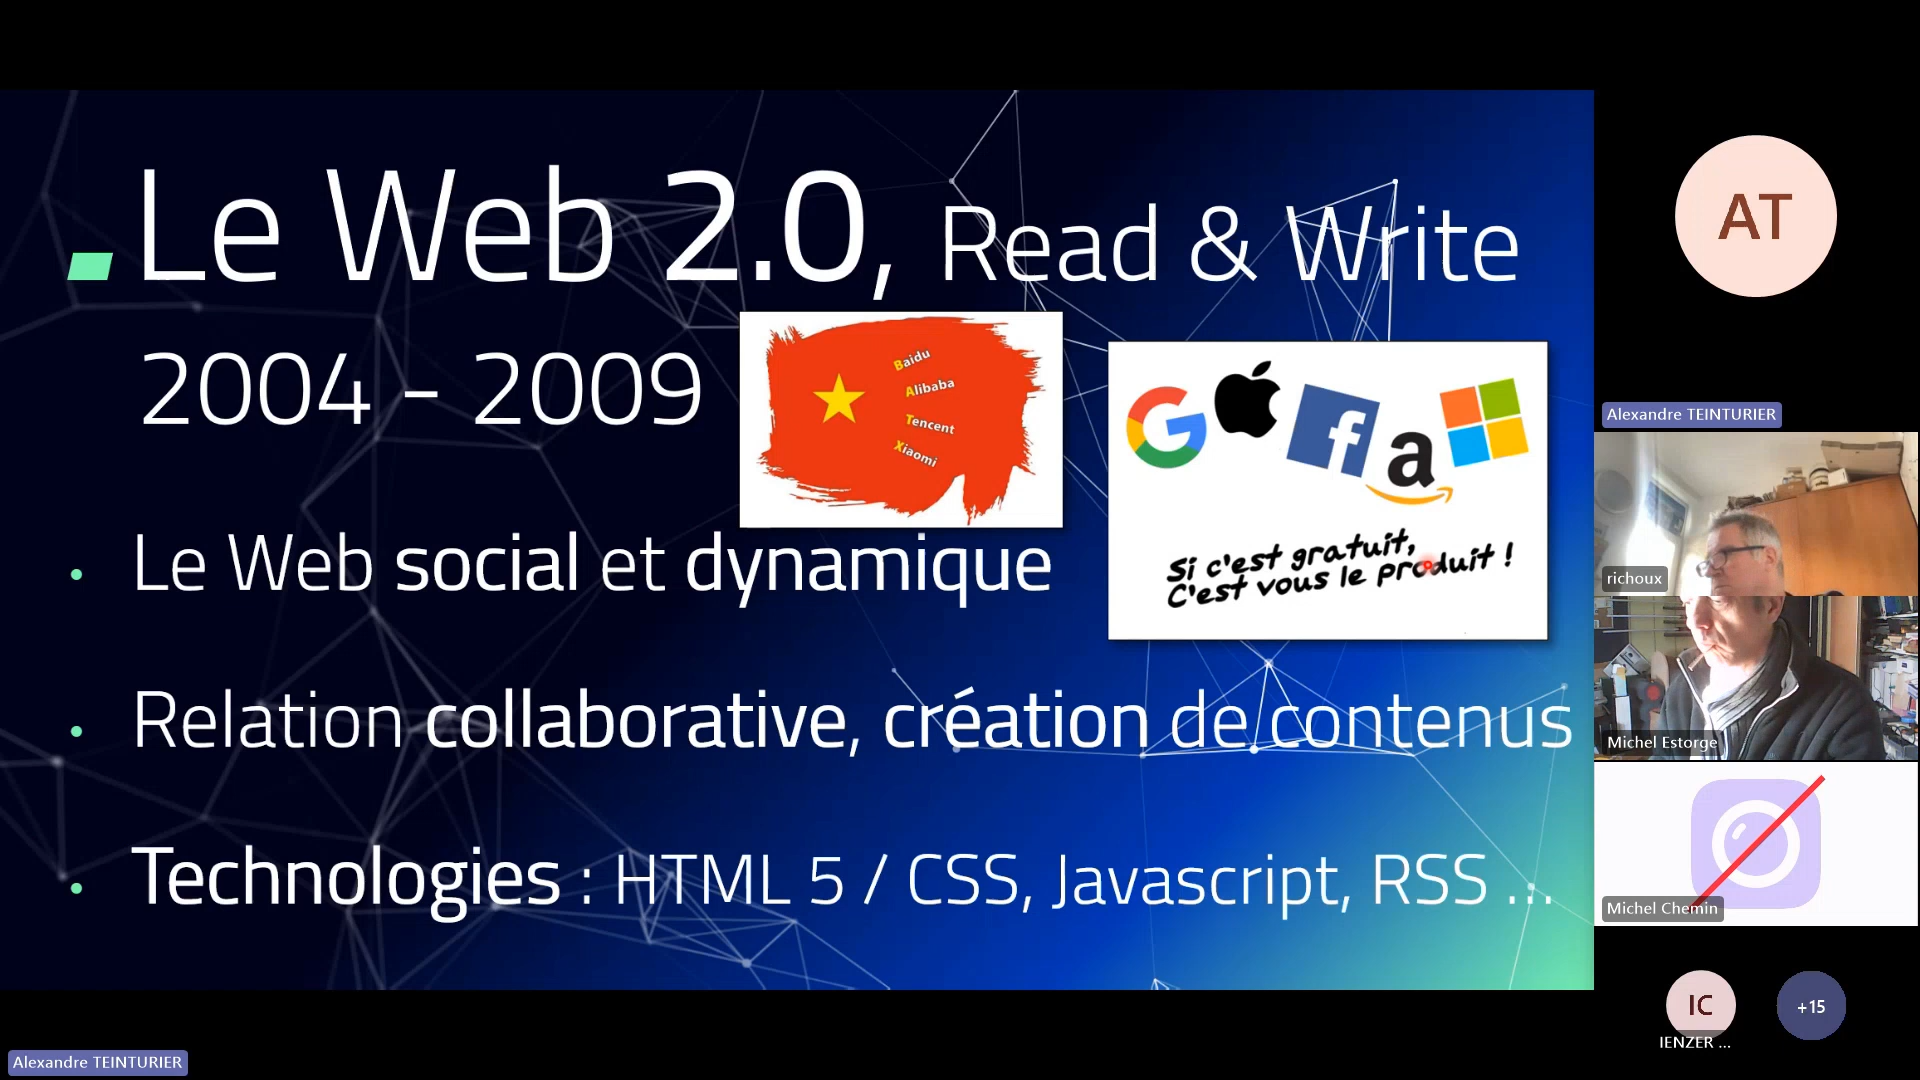 Le Web 2.0, Read & Write
2004 - 2009
Baidu
Alibaba
Tencent
Xiaomi
G
f
a
Si c'est gratuit,
C'est vous le produit !
Le Web social et dynamique
Relation collaborative, création de contenus
Technologies : HTML 5 / CSS, Javascript, RSS ...
AT
Alexandre TEINTURIER
richoux
Michel Estorge
Michel Chemin
IC
+15
IENZER ...
Alexandre TEINTURIER